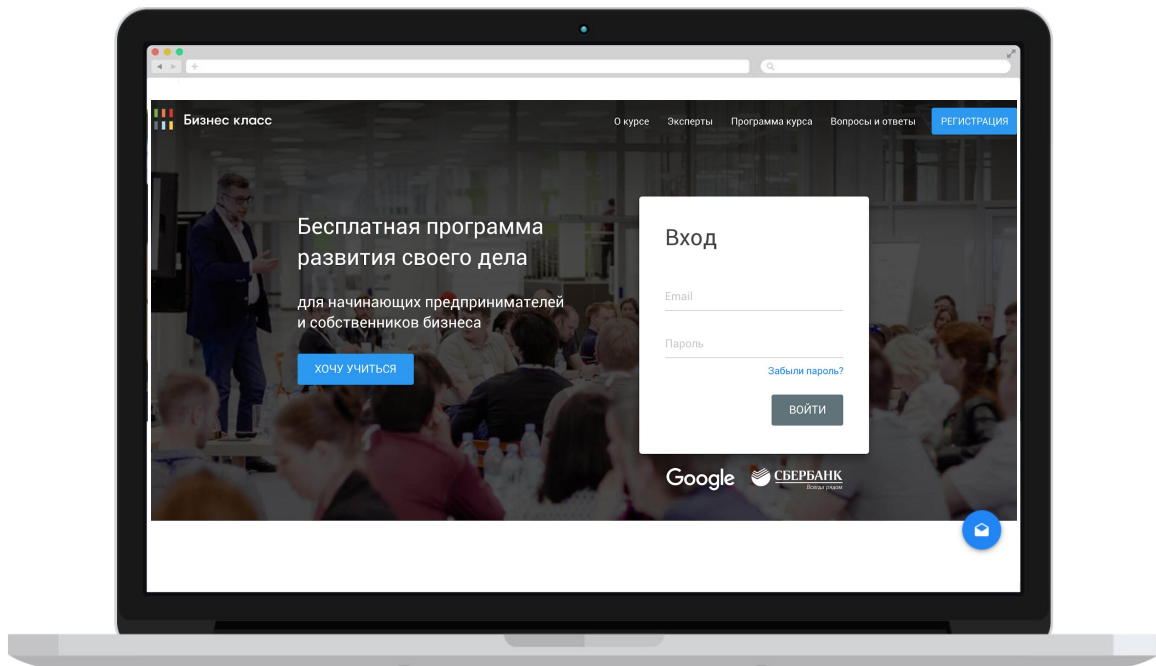 Бизнес класс
О курсе Эксперты Программа курса Вопросы и ответы РЕГИСТРАЦИЯ
Бесплатная программа
развития своего дела
для начинающих предпринимателей
и собственников бизнеса
ХОЧУ УЧИТЬСЯ
Вход
Email
Пароль
Забыли пароль?
ВОЙТИ
Google СБЕРБАНК
Всегда рядом